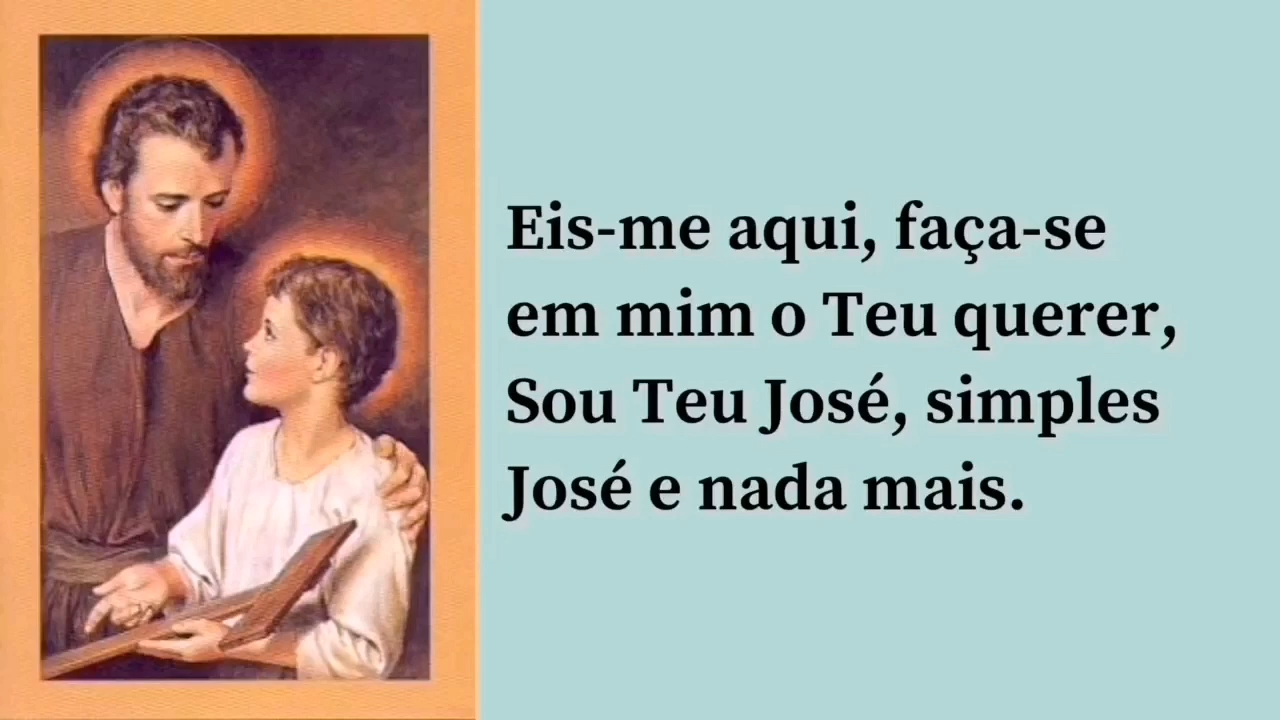 Eis-me aqui, faça-se
em mim o Teu querer,
Sou Teu José, simples
José e nada mais.